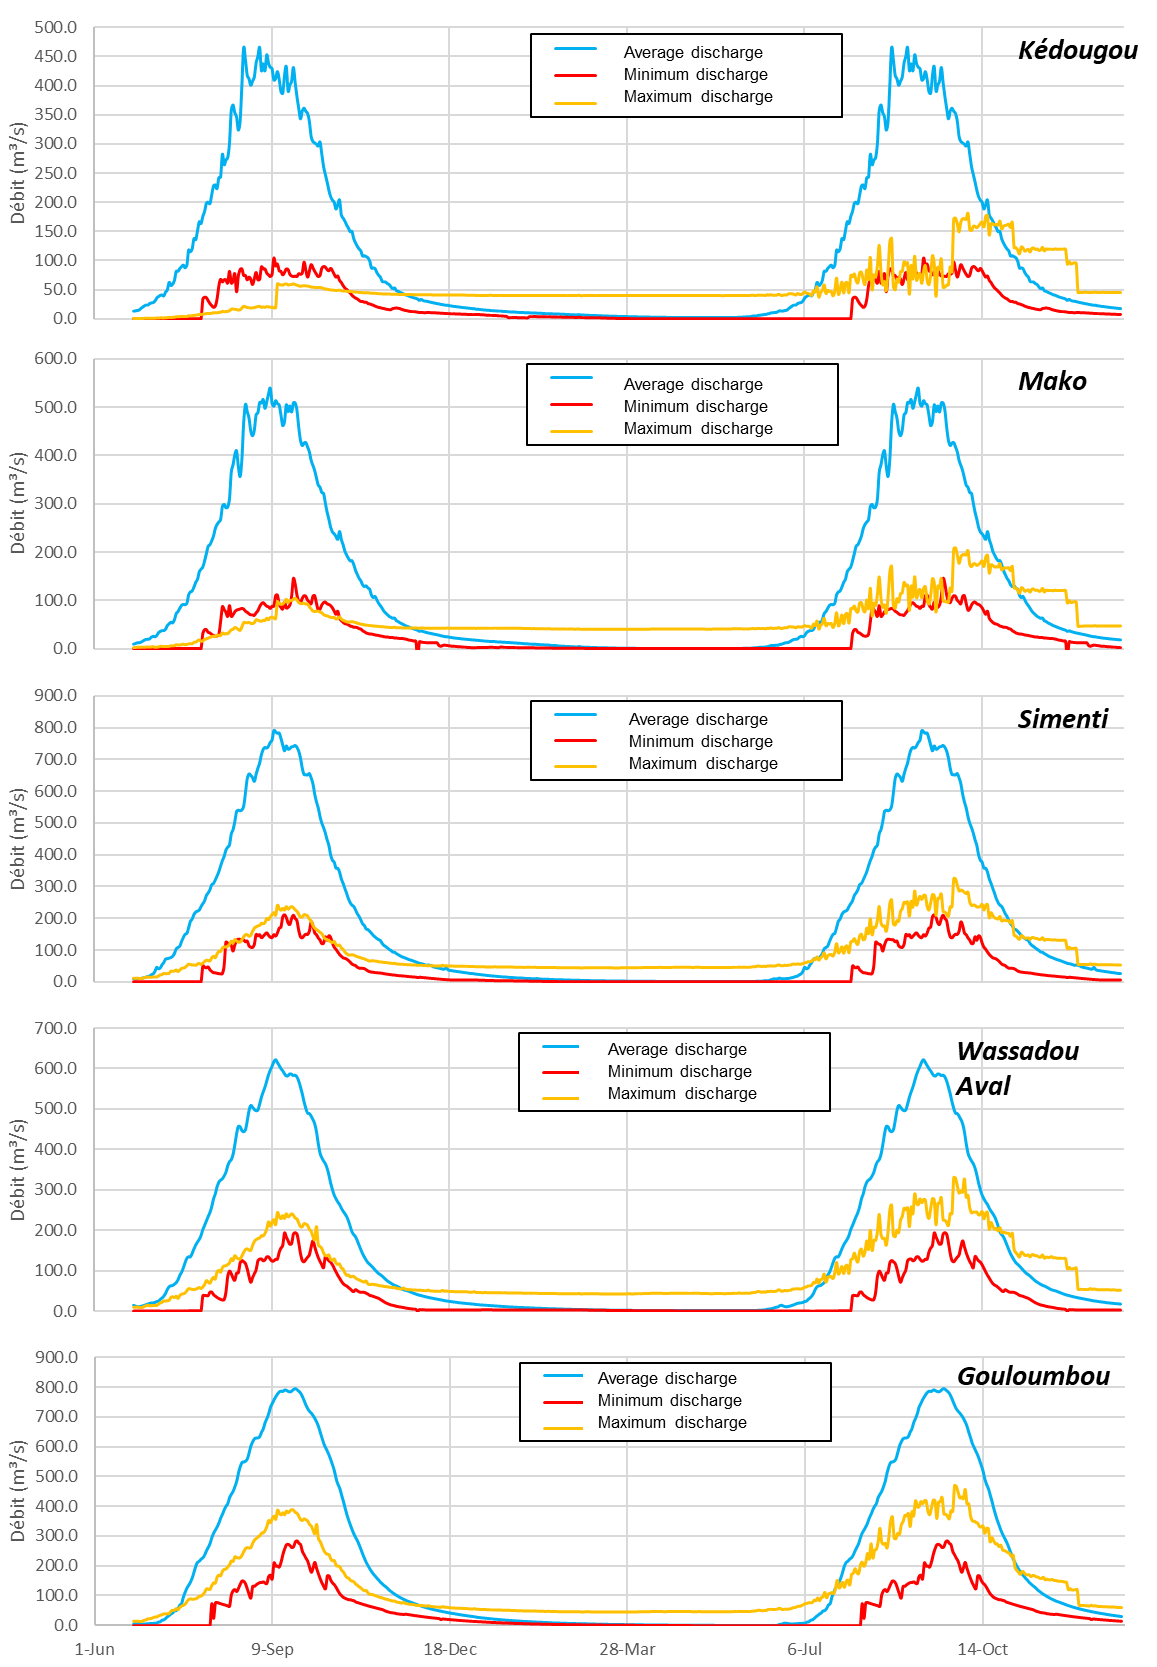 500.0
450.0
400.0
350.0
300.0
250.0
200.0
150.0
100.0
50.0
0.0
Débit (m³/s)
Average discharge
Minimum discharge
Maximum discharge
Kédougou
600.0
500.0
400.0
300.0
200.0
100.0
0.0
Débit (m³/s)
Average discharge
Minimum discharge
Maximum discharge
Mako
900.0
800.0
700.0
600.0
500.0
400.0
300.0
200.0
100.0
0.0
Débit (m³/s)
Average discharge
Minimum discharge
Maximum discharge
Simenti
700.0
600.0
500.0
400.0
300.0
200.0
100.0
0.0
Débit (m³/s)
Average discharge
Minimum discharge
Maximum discharge
Wassadou
Aval
900.0
800.0
700.0
600.0
500.0
400.0
300.0
200.0
100.0
0.0
Débit (m³/s)
Average discharge
Minimum discharge
Maximum discharge
Gouloumbou
1-Jun 9-Sep 18-Dec 28-Mar 6-Jul 14-Oct